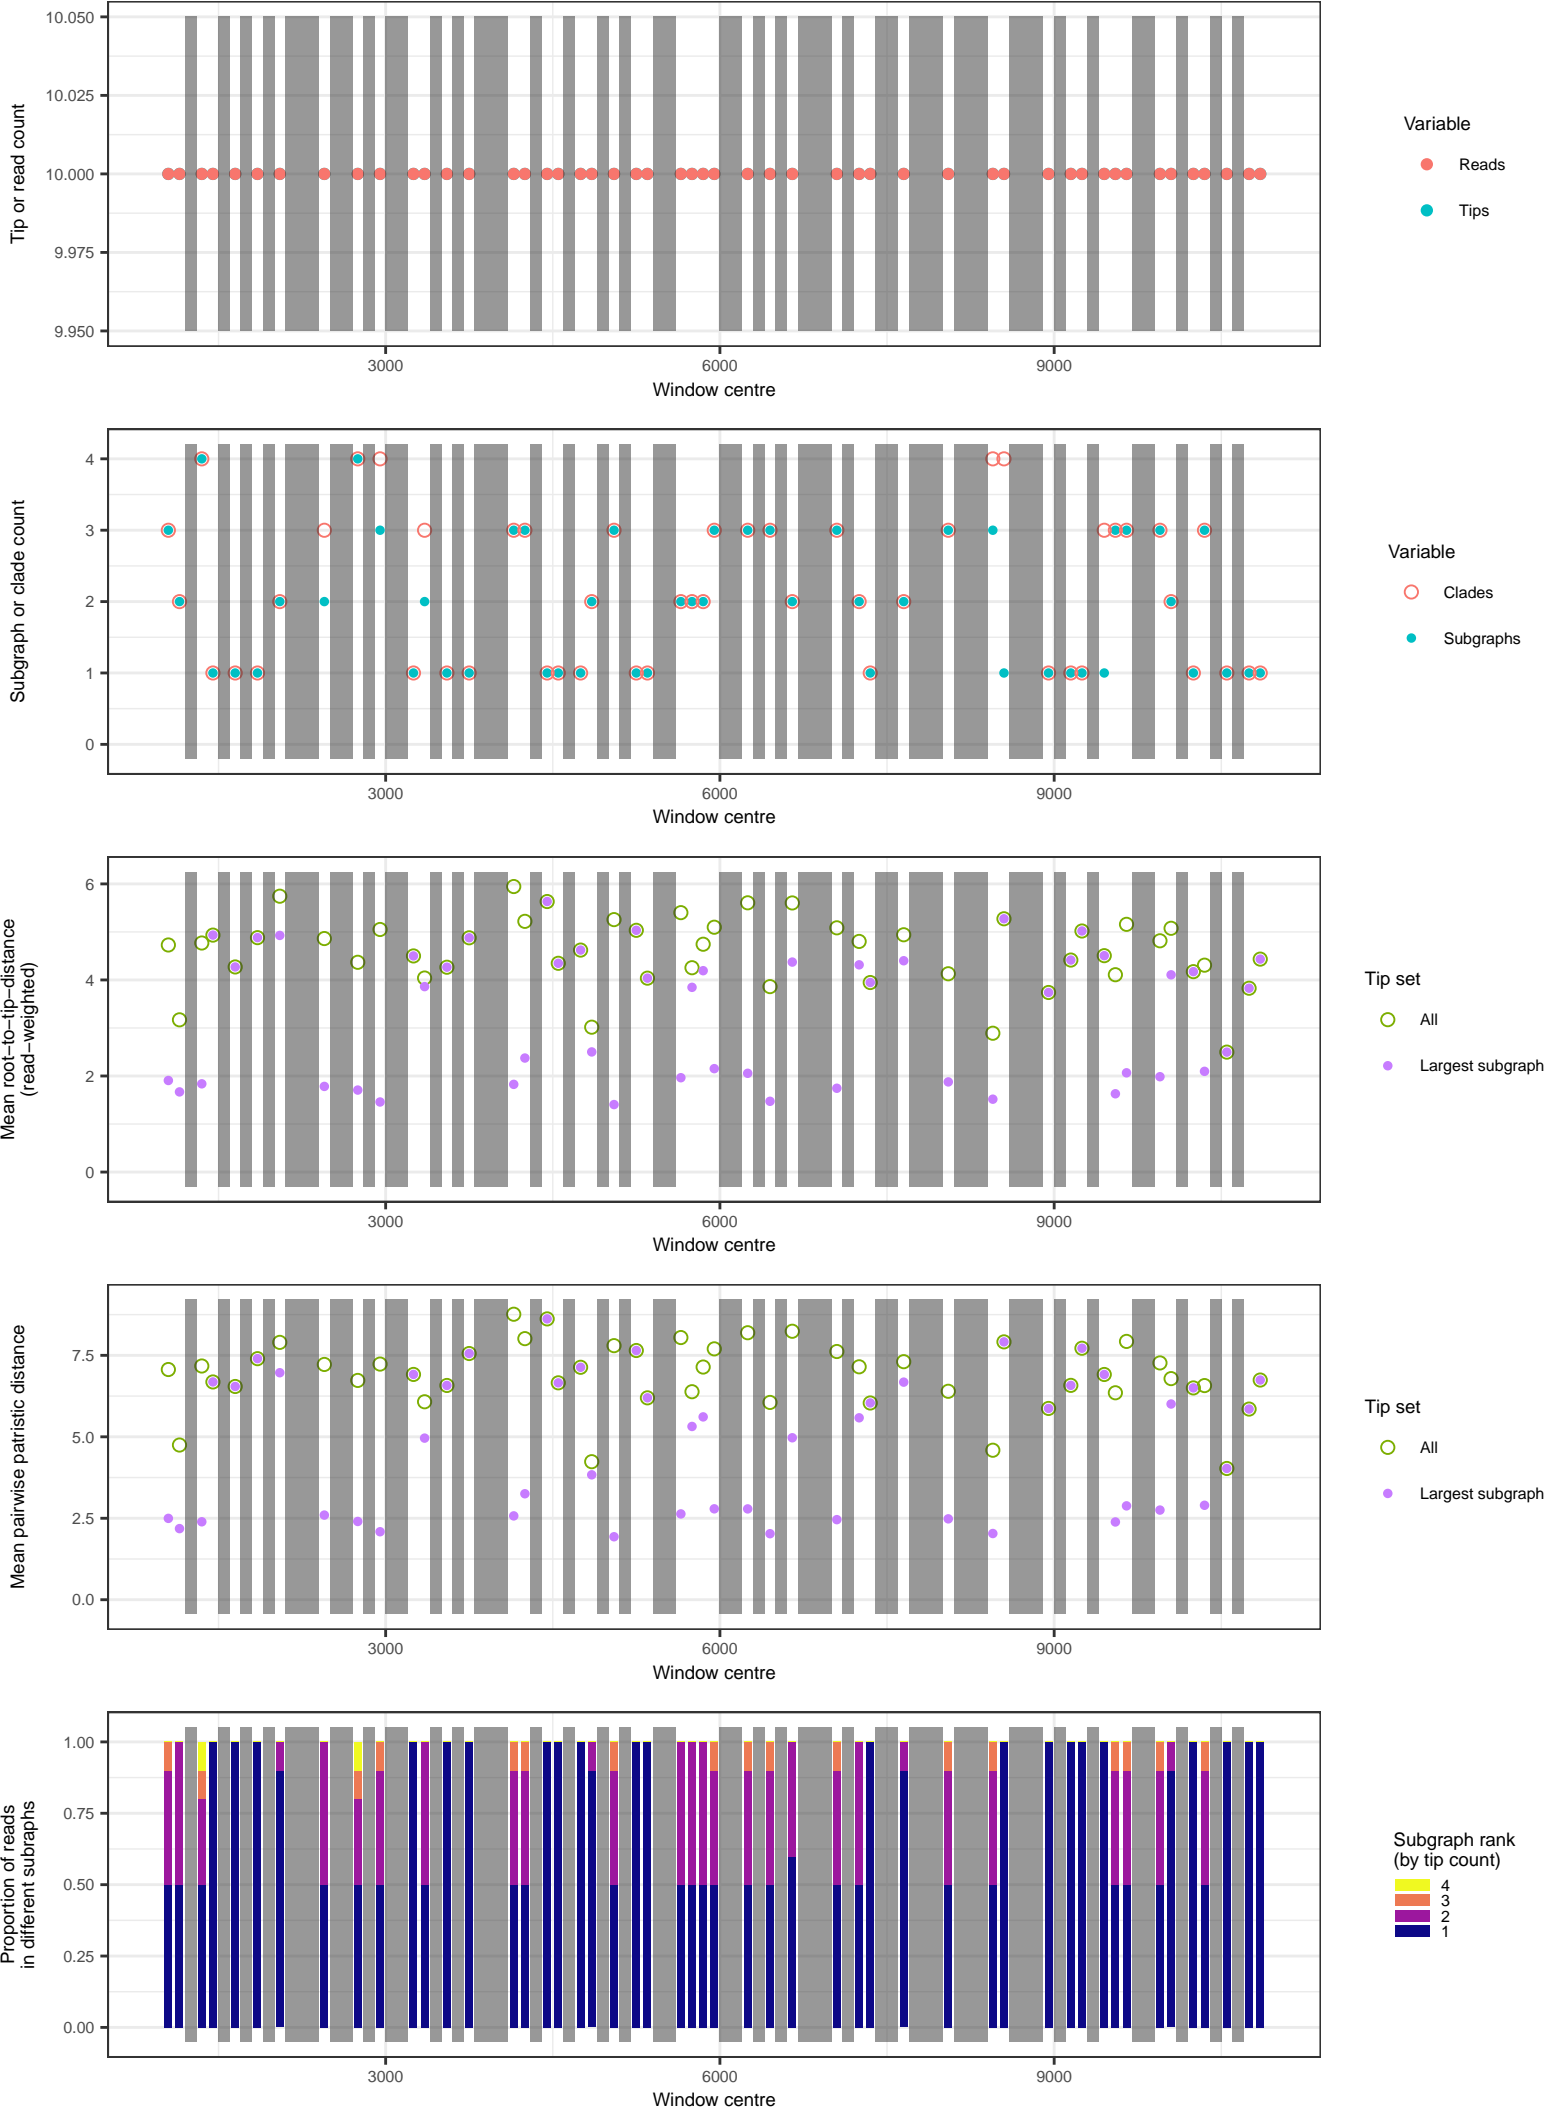 10.050
10.025
10.000
9.975
9.950
Tip or read count
3000 6000 9000
Window centre
Variable
Reads
Tips
4
3
2
1
0
Subgraph or clade count
3000 6000 9000
Window centre
Variable
Clades
Subgraphs
6
4
2
0
Mean root−to−tip−distance
(read−weighted)
3000 6000 9000
Window centre
Tip set
All
Largest subgraph
7.5
5.0
2.5
0.0
Mean pairwise patristic distance
3000 6000 9000
Window centre
Tip set
All
Largest subgraph
1.00
0.75
0.50
0.25
0.00
Proportion of reads
in different subraphs
3000 6000 9000
Window centre
Subgraph rank
(by tip count)
4
3
2
1